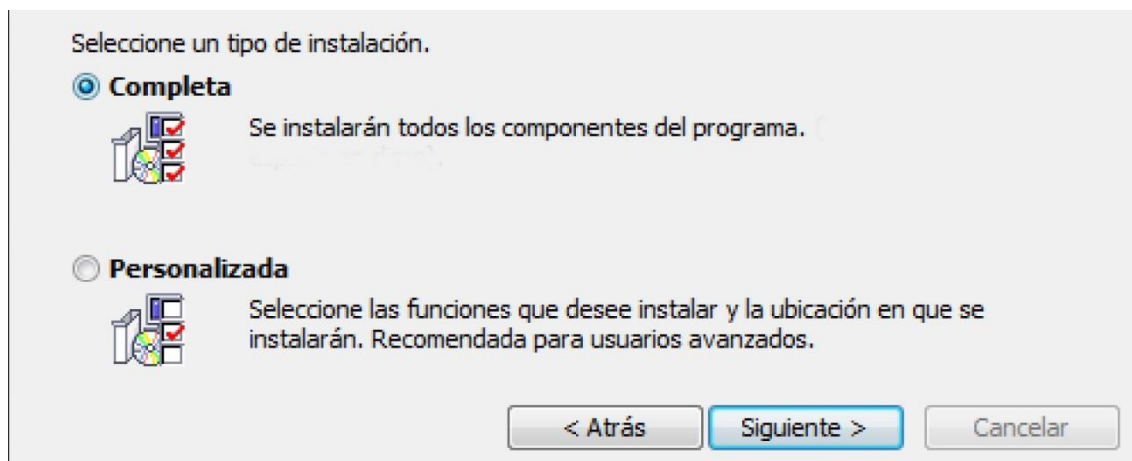 Seleccione un tipo de instalación.
Completa
Se instalarán todos los componentes del programa.
Personalizada
Seleccione las funciones que desee instalar y la ubicación en que se
instalarán. Recomendada para usuarios avanzados.
< Atrás Siguiente > Cancelar